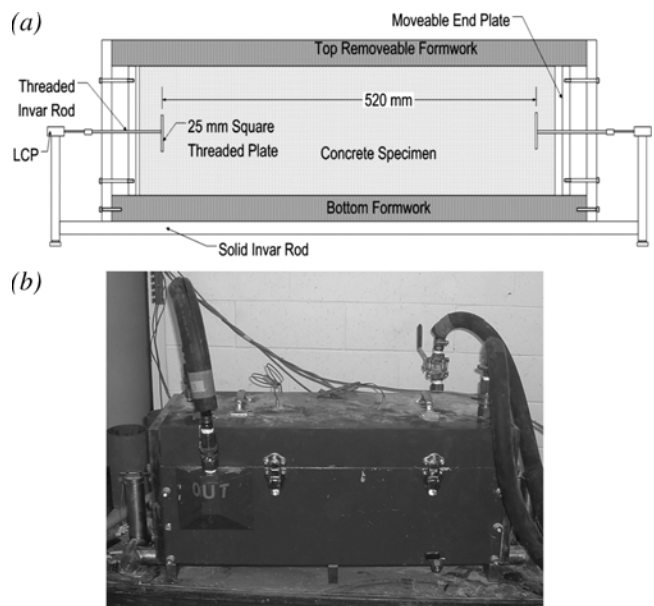 (a)
Moveable End Plate
Top Removeable Formwork
Threaded
Invar Rod
520 mm
25 mm Square
Threaded Plate
LCP
Concrete Specimen
Bottom Formwork
Solid Invar Rod
(b)
OUT